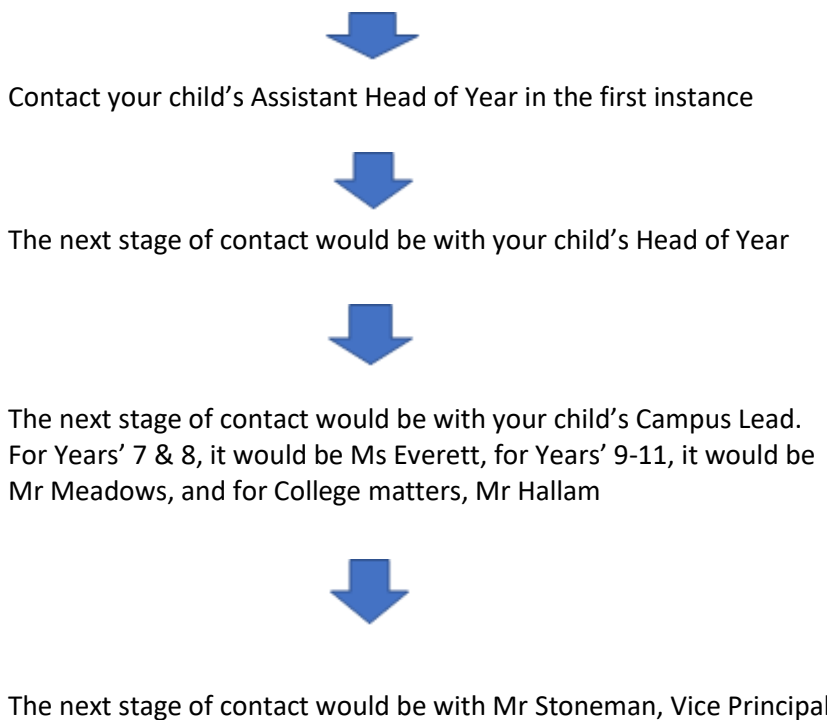 Contact your child’s Assistant Head of Year in the first instance
The next stage of contact would be with your child’s Head of Year
The next stage of contact would be with your child’s Campus Lead.
For Years’ 7 & 8, it would be Ms Everett, for Years’ 9-11, it would be
Mr Meadows, and for College matters, Mr Hallam
The next stage of contact would be with Mr Stoneman, Vice Principal